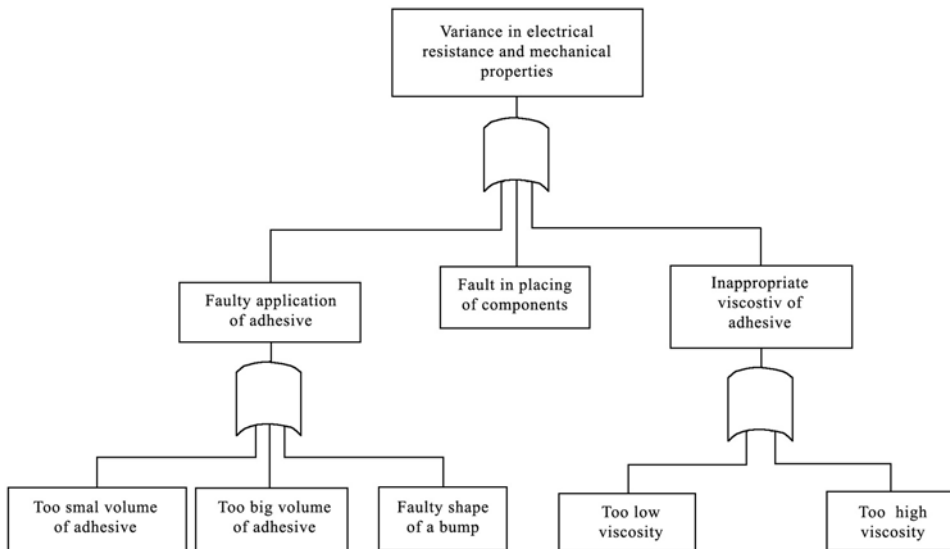 Variance in electrical
resistance and mechanical
properties
Faulty application
of adhesive
Fault in placing
of components
Inappropriate
viscostiv of
adhesive
Too smal volume
of adhesive
Too big volume
of adhesive
Faulty shape
of a bump
Too low
viscosity
Too high
viscosity